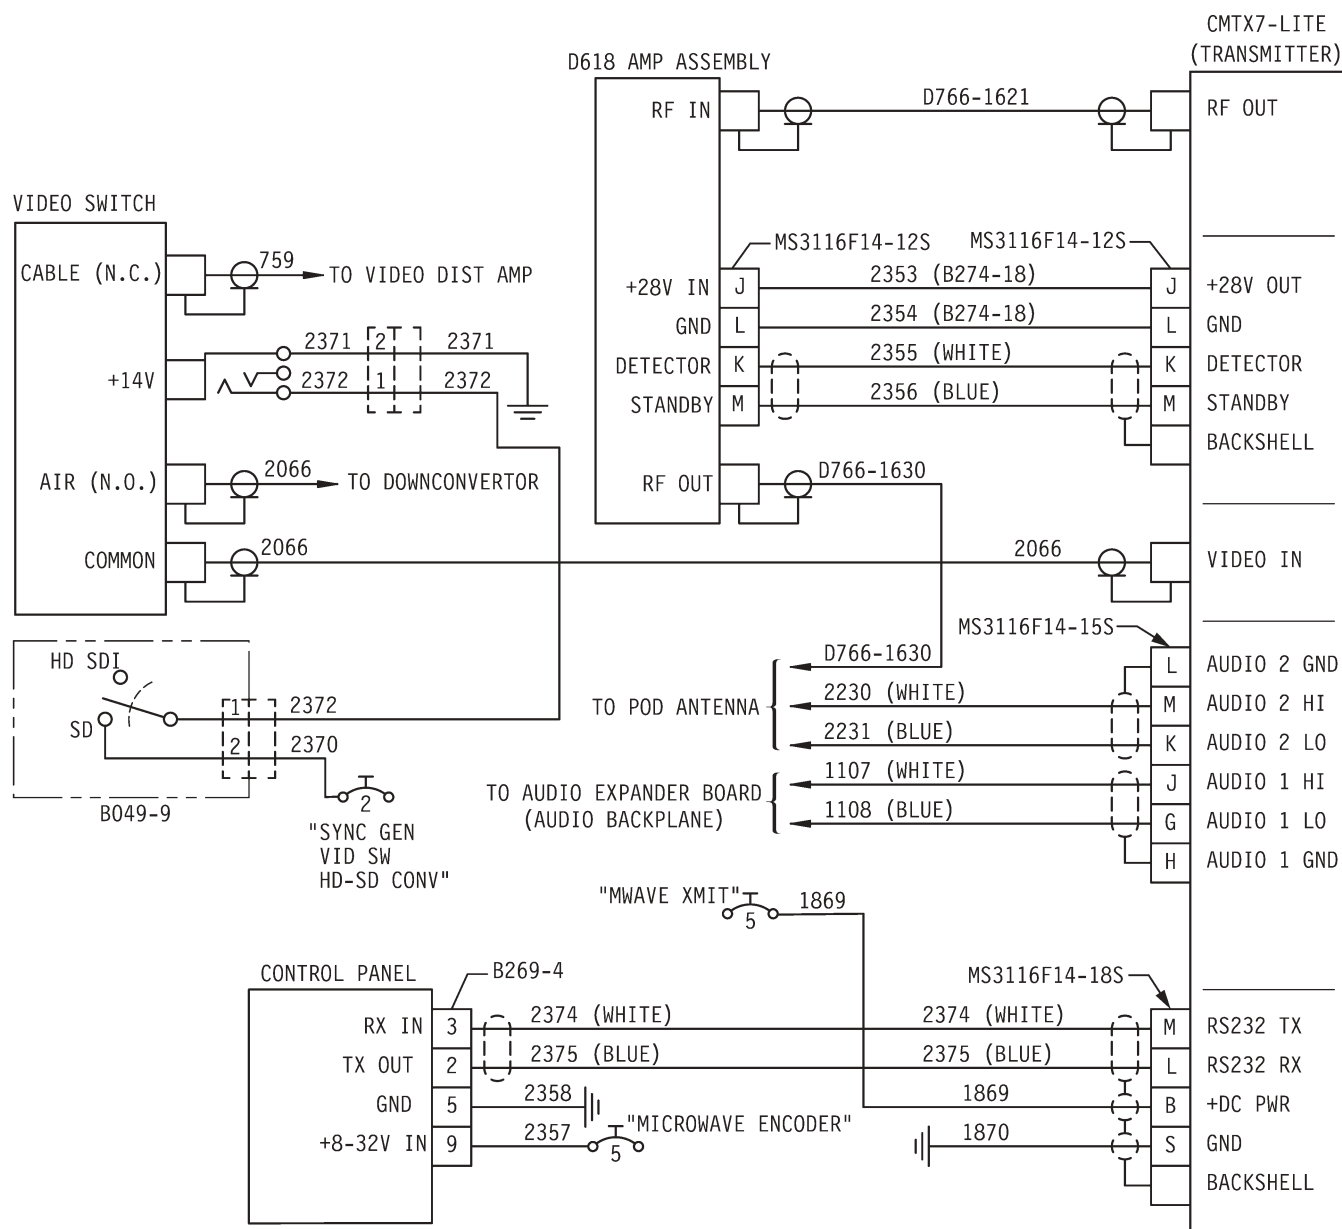 CMTX7-LITE
(TRANSMITTER)
D618 AMP ASSEMBLY
RF IN
D766-1621
RF OUT
VIDEO SWITCH
MS3116F14-12S
MS3116F14-12S
CABLE (N.C.)
759
TO VIDEO DIST AMP
+28V IN
J
2353 (B274-18)
J
+28V OUT
GND
L
2354 (B274-18)
L
GND
2371
2
2371
DETECTOR
K
2355 (WHITE)
K
DETECTOR
+14V
2372
1
2372
STANDBY
M
2356 (BLUE)
M
STANDBY
BACKSHELL
AIR (N.O.)
2066
TO DOWNCONVERTOR
RF OUT
D766-1630
COMMON
2066
2066
VIDEO IN
MS3116F14-15S
HD SDI
SD
1
2372
2
2370
B049-9
2
"SYNC GEN
VID SW
HD-SD CONV"
TO POD ANTENNA
D766-1630
L
AUDIO 2 GND
2230 (WHITE)
M
AUDIO 2 HI
2231 (BLUE)
K
AUDIO 2 LO
TO AUDIO EXPANDER BOARD
(AUDIO BACKPLANE)
1107 (WHITE)
J
AUDIO 1 HI
1108 (BLUE)
G
AUDIO 1 LO
H
AUDIO 1 GND
"MWAVE XMIT"
5
1869
CONTROL PANEL
B269-4
MS3116F14-18S
RX IN
3
2374 (WHITE)
2374 (WHITE)
M
RS232 TX
TX OUT
2
2375 (BLUE)
2375 (BLUE)
L
RS232 RX
GND
5
2358
1869
B
+DC PWR
+8-32V IN
9
2357
5
"MICROWAVE ENCODER"
1870
S
GND
BACKSHELL